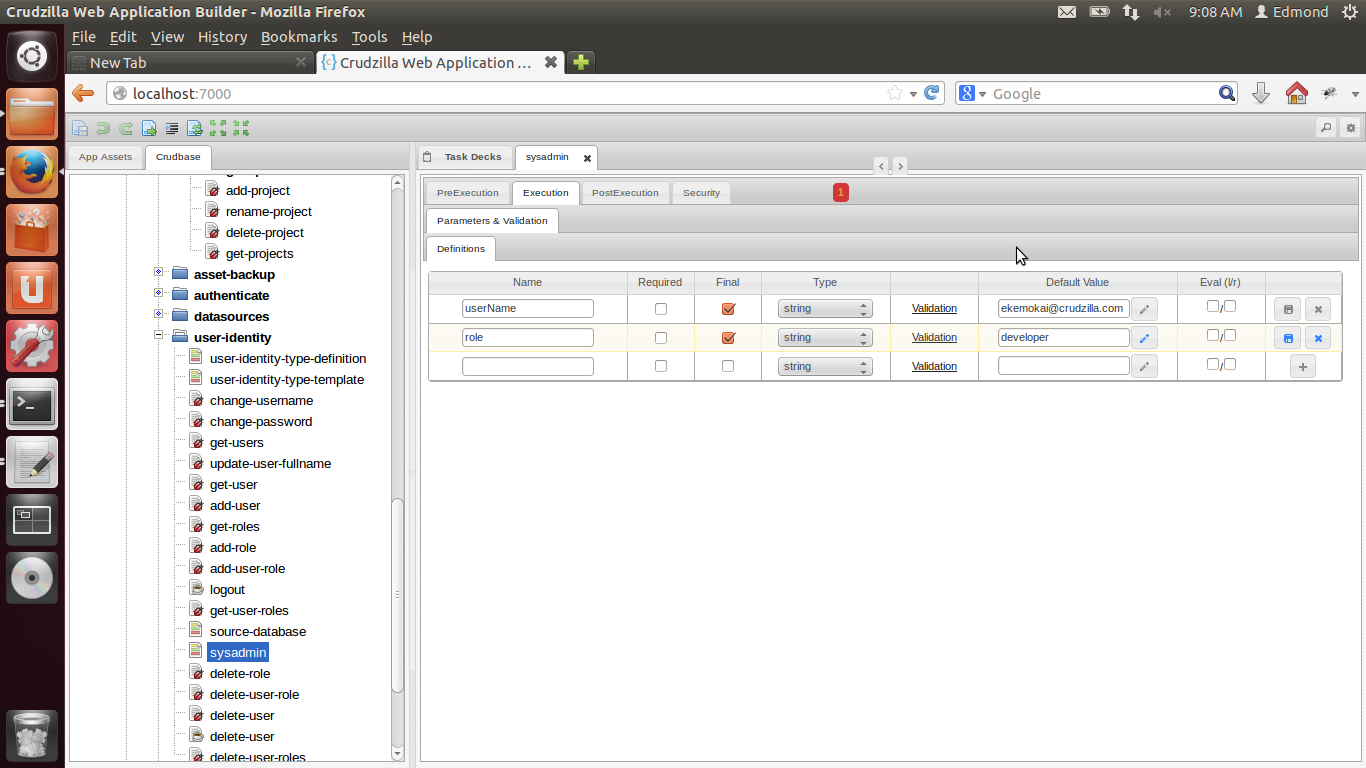 Crudzilla Web Application Builder - Mozilla Firefox
9:08 AM Edmond
File Edit View History Bookmarks Tools Help
New Tab
{c} Crudzilla Web Application ...
localhost:7000
8 Google
App Assets Crudbase
Task Decks sysadmin
PreExecution Execution PostExecution Security 1
Parameters & Validation
Definitions
Name Required Final Type Default Value Eval (l/r)
userName string Validation ekemokai@crudzilla.com /
role string Validation developer /
string Validation /
add-project
rename-project
delete-project
get-projects
asset-backup
authenticate
datasources
user-identity
user-identity-type-definition
user-identity-type-template
change-username
change-password
get-users
update-user-fullname
get-user
add-user
get-roles
add-role
add-user-role
logout
get-user-roles
source-database
sysadmin
delete-role
delete-user-role
delete-user
delete-user
delete-user-roles